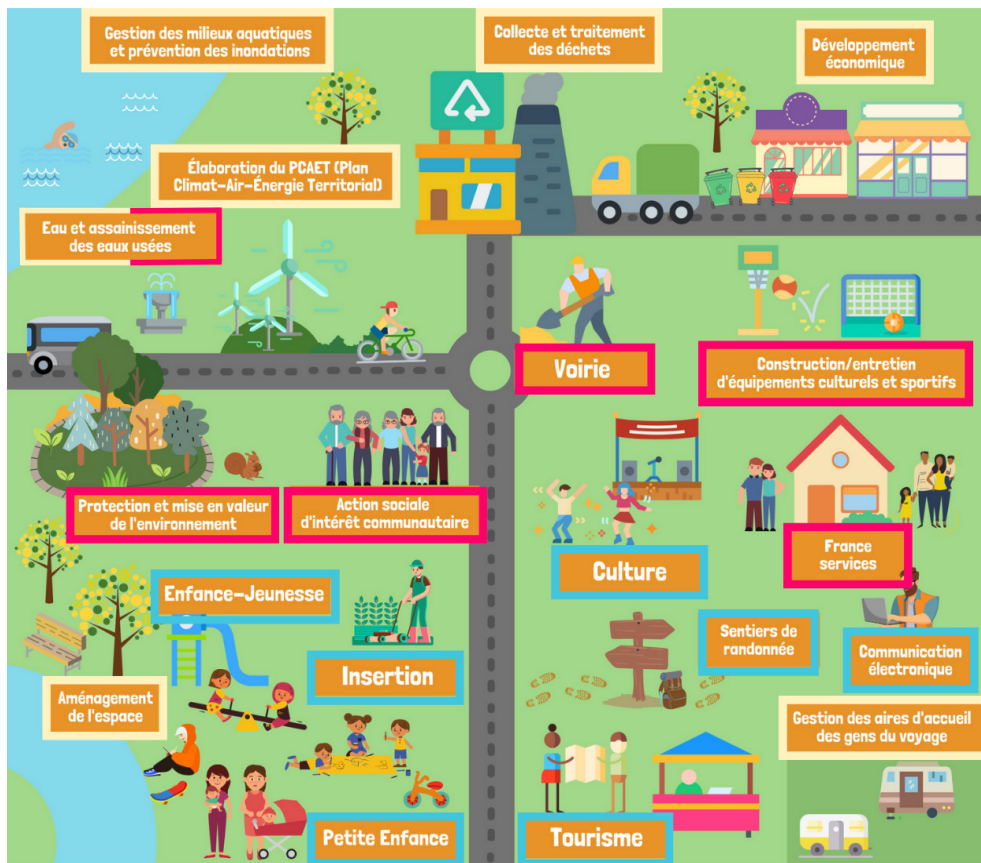 Gestion des milieux aquatiques
et prévention des inondations
Collecte et traitement
des déchets
Développement
économique
Élaboration du PCAET (Plan
Climat-Air-Énergie Territorial)
Eau et assainissement
des eaux usées
Voirie
Construction/entretien
d'équipements culturels et sportifs
Protection et mise en valeur
de l'environnement
Action sociale
d'intérêt communautaire
Culture
France
services
Enfance-Jeunesse
Insertion
Sentiers de
randonnée
Communication
électronique
Aménagement
de l'espace
Gestion des aires d'accueil
des gens du voyage
Petite Enfance
Tourisme